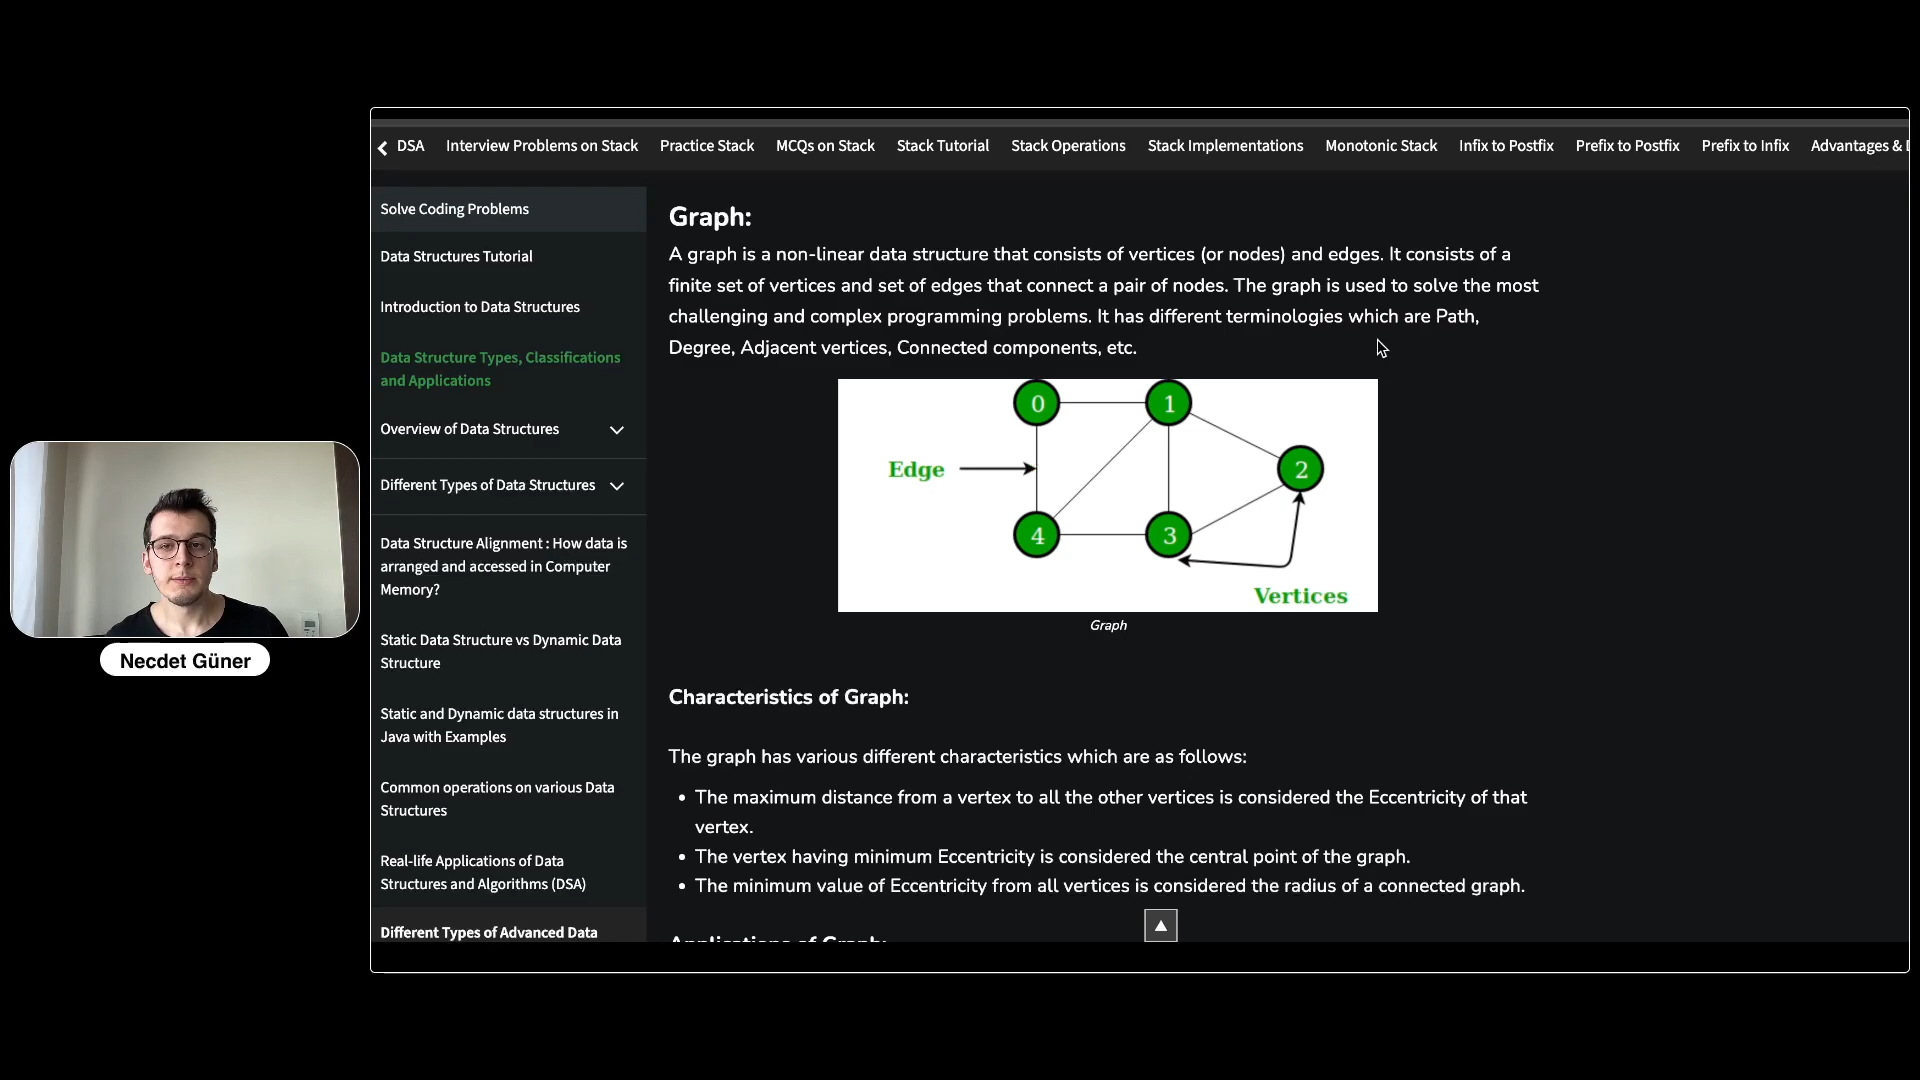 DSA Interview Problems on Stack Practice Stack MCQs on Stack Stack Tutorial Stack Operations Stack Implementations Monotonic Stack Infix to Postfix Prefix to Postfix Prefix to Infix Advantages &
Solve Coding Problems
Data Structures Tutorial
Introduction to Data Structures
Data Structure Types, Classifications
and Applications
Overview of Data Structures
Different Types of Data Structures
Data Structure Alignment : How data is
arranged and accessed in Computer
Memory?
Static Data Structure vs Dynamic Data
Structure
Static and Dynamic data structures in
Java with Examples
Common operations on various Data
Structures
Real-life Applications of Data
Structures and Algorithms (DSA)
Different Types of Advanced Data
Graph:
A graph is a non-linear data structure that consists of vertices (or nodes) and edges. It consists of a
finite set of vertices and set of edges that connect a pair of nodes. The graph is used to solve the most
challenging and complex programming problems. It has different terminologies which are Path,
Degree, Adjacent vertices, Connected components, etc.
0 1
Edge
2
4 3
Vertices
Graph
Characteristics of Graph:
The graph has various different characteristics which are as follows:
• The maximum distance from a vertex to all the other vertices is considered the Eccentricity of that
vertex.
• The vertex having minimum Eccentricity is considered the central point of the graph.
• The minimum value of Eccentricity from all vertices is considered the radius of a connected graph.
Applications of Graph:
Necdet Güner